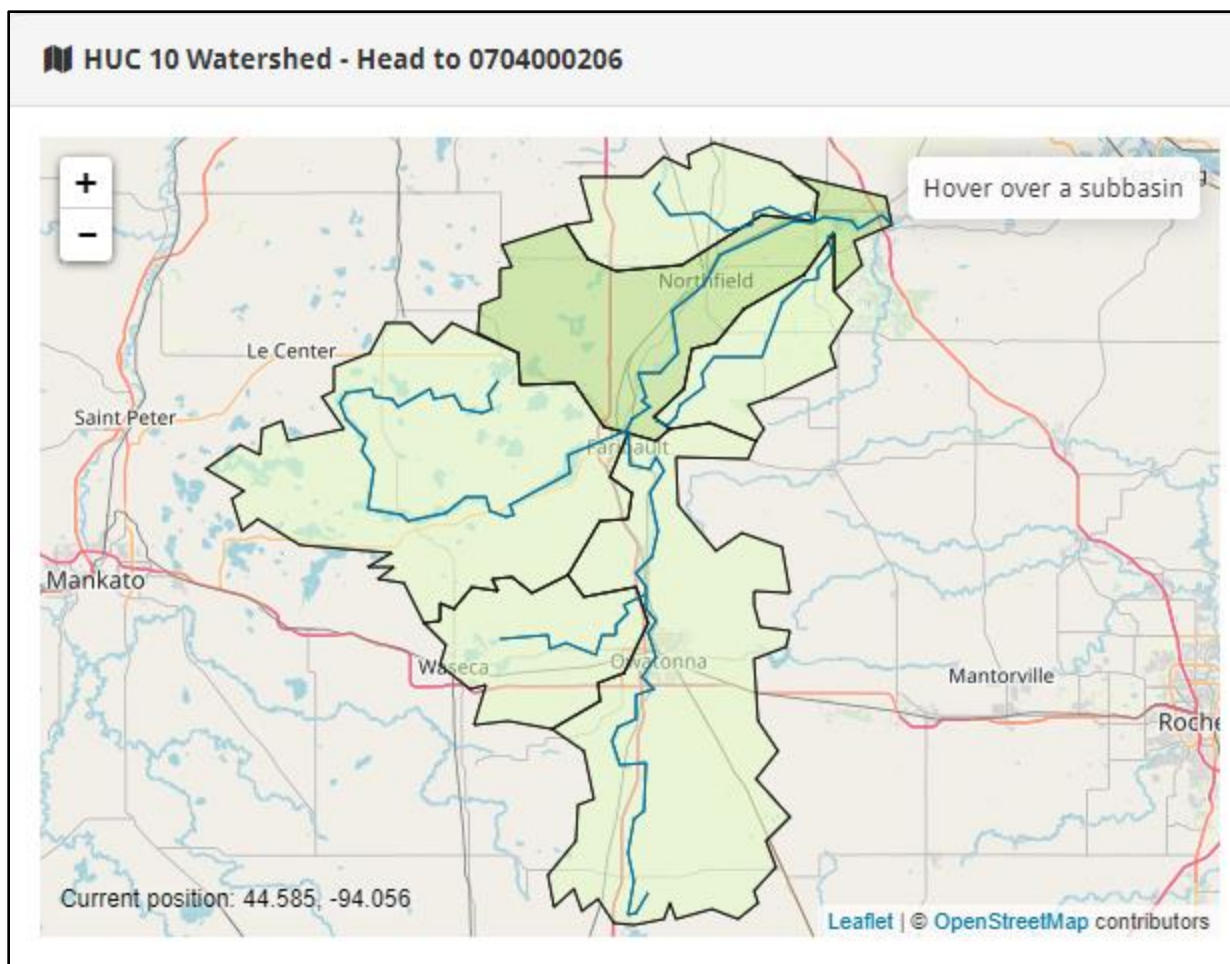 HUC 10 Watershed - Head to 0704000206
+
−
Hover over a subbasin
Northfield
Le Center
Saint Peter
Faribault
Mankato
Waseca
Owatonna
Mantorville
Roche
Current position: 44.585, -94.056
Leaflet | © OpenStreetMap contributors